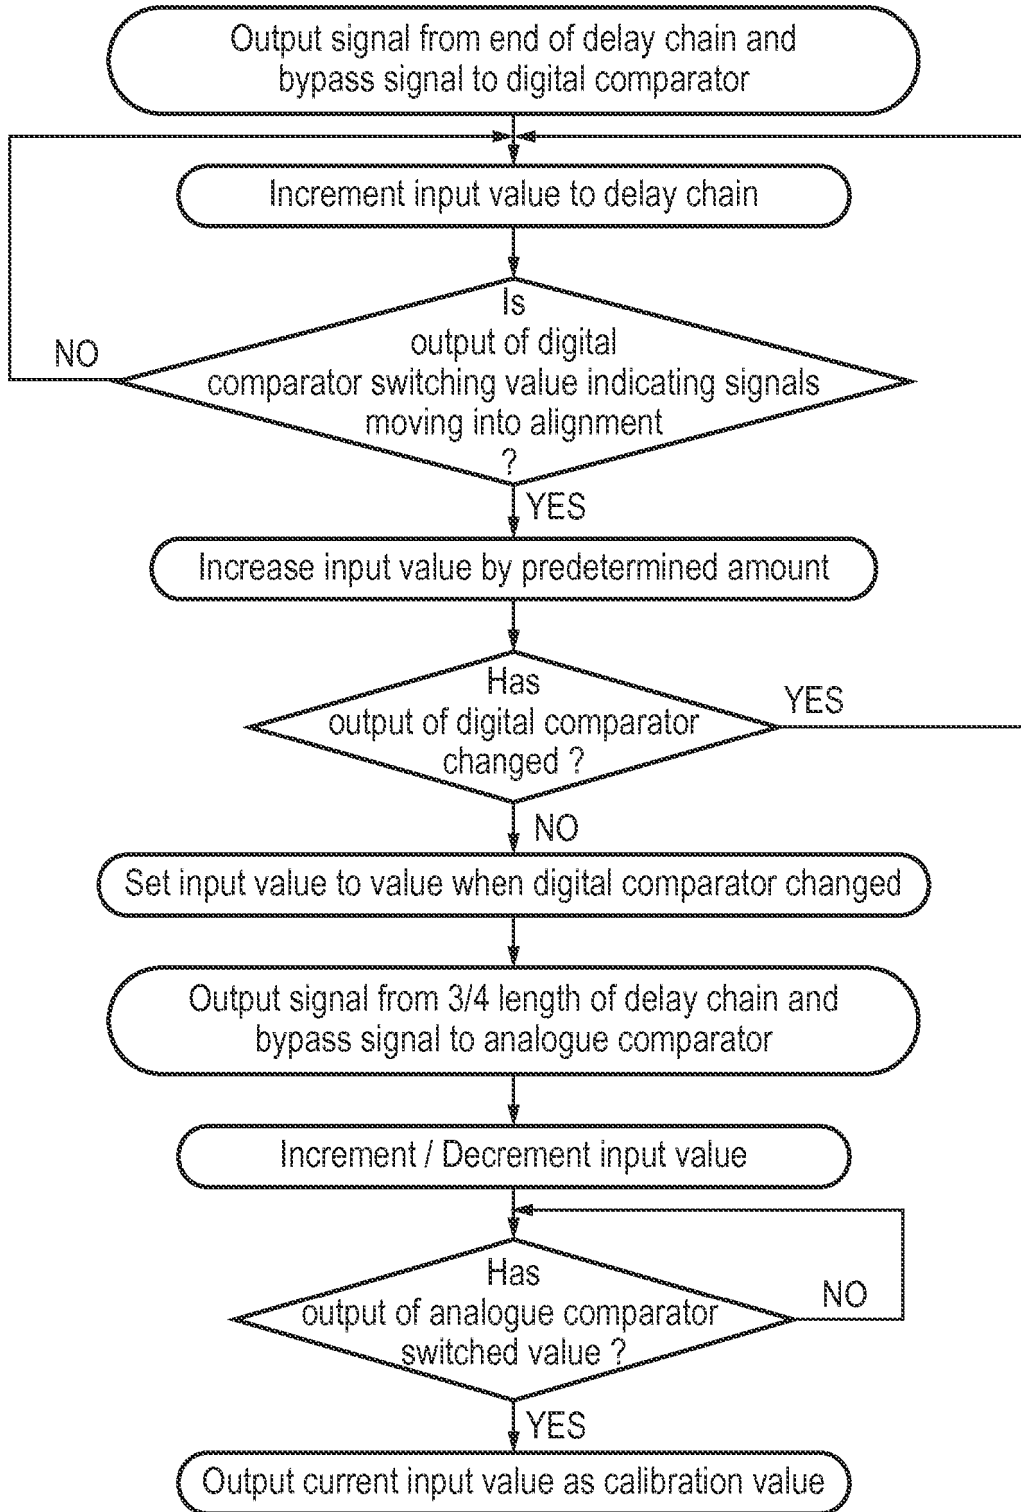 Output signal from end of delay chain and
bypass signal to digital comparator
Increment input value to delay chain
Is
output of digital
comparator switching value indicating signals
moving into alignment
?
NO
YES
Increase input value by predetermined amount
Has
output of digital comparator
changed ?
YES
NO
Set input value to value when digital comparator changed
Output signal from 3/4 length of delay chain and
bypass signal to analogue comparator
Increment / Decrement input value
Has
output of analogue comparator
switched value ?
NO
YES
Output current input value as calibration value